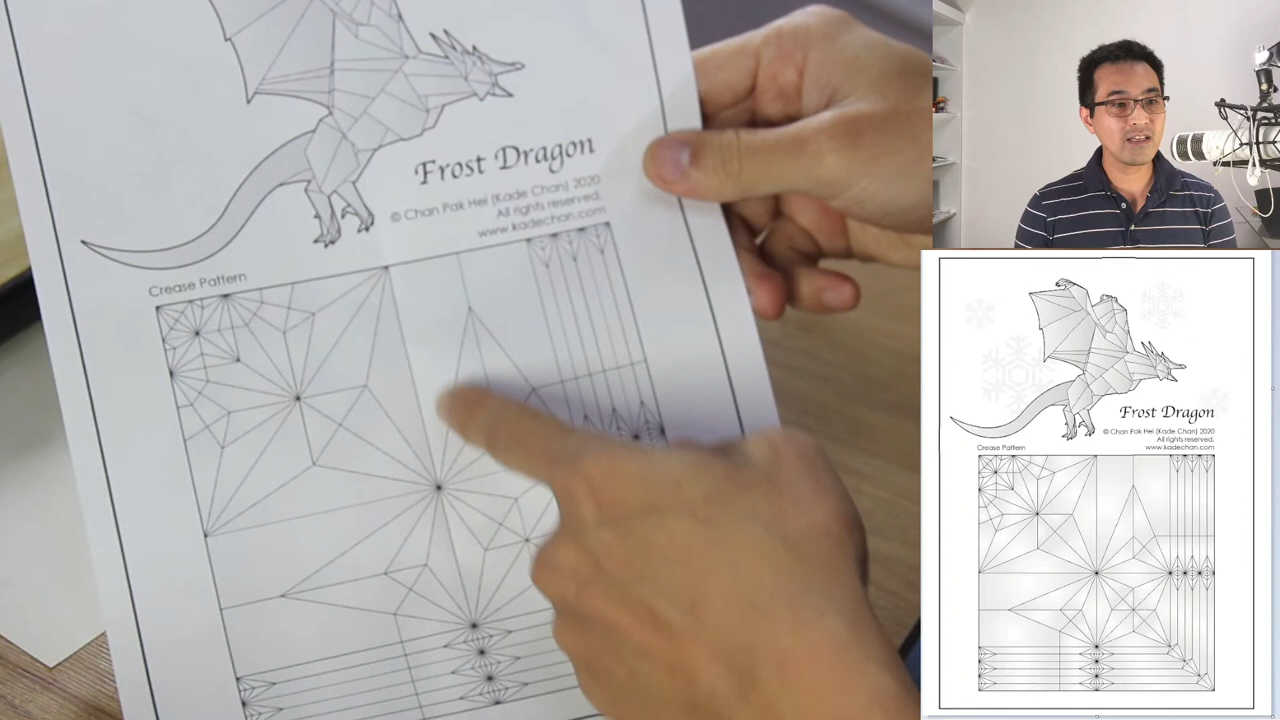 Frost Dragon
© Chan Pak Hei (Kade Chan) 2020
All rights reserved.
www.kadechan.com
Crease Pattern
Frost Dragon
© Chan Pak Hei (Kade Chan) 2020
All rights reserved.
www.kadechan.com
Crease Pattern